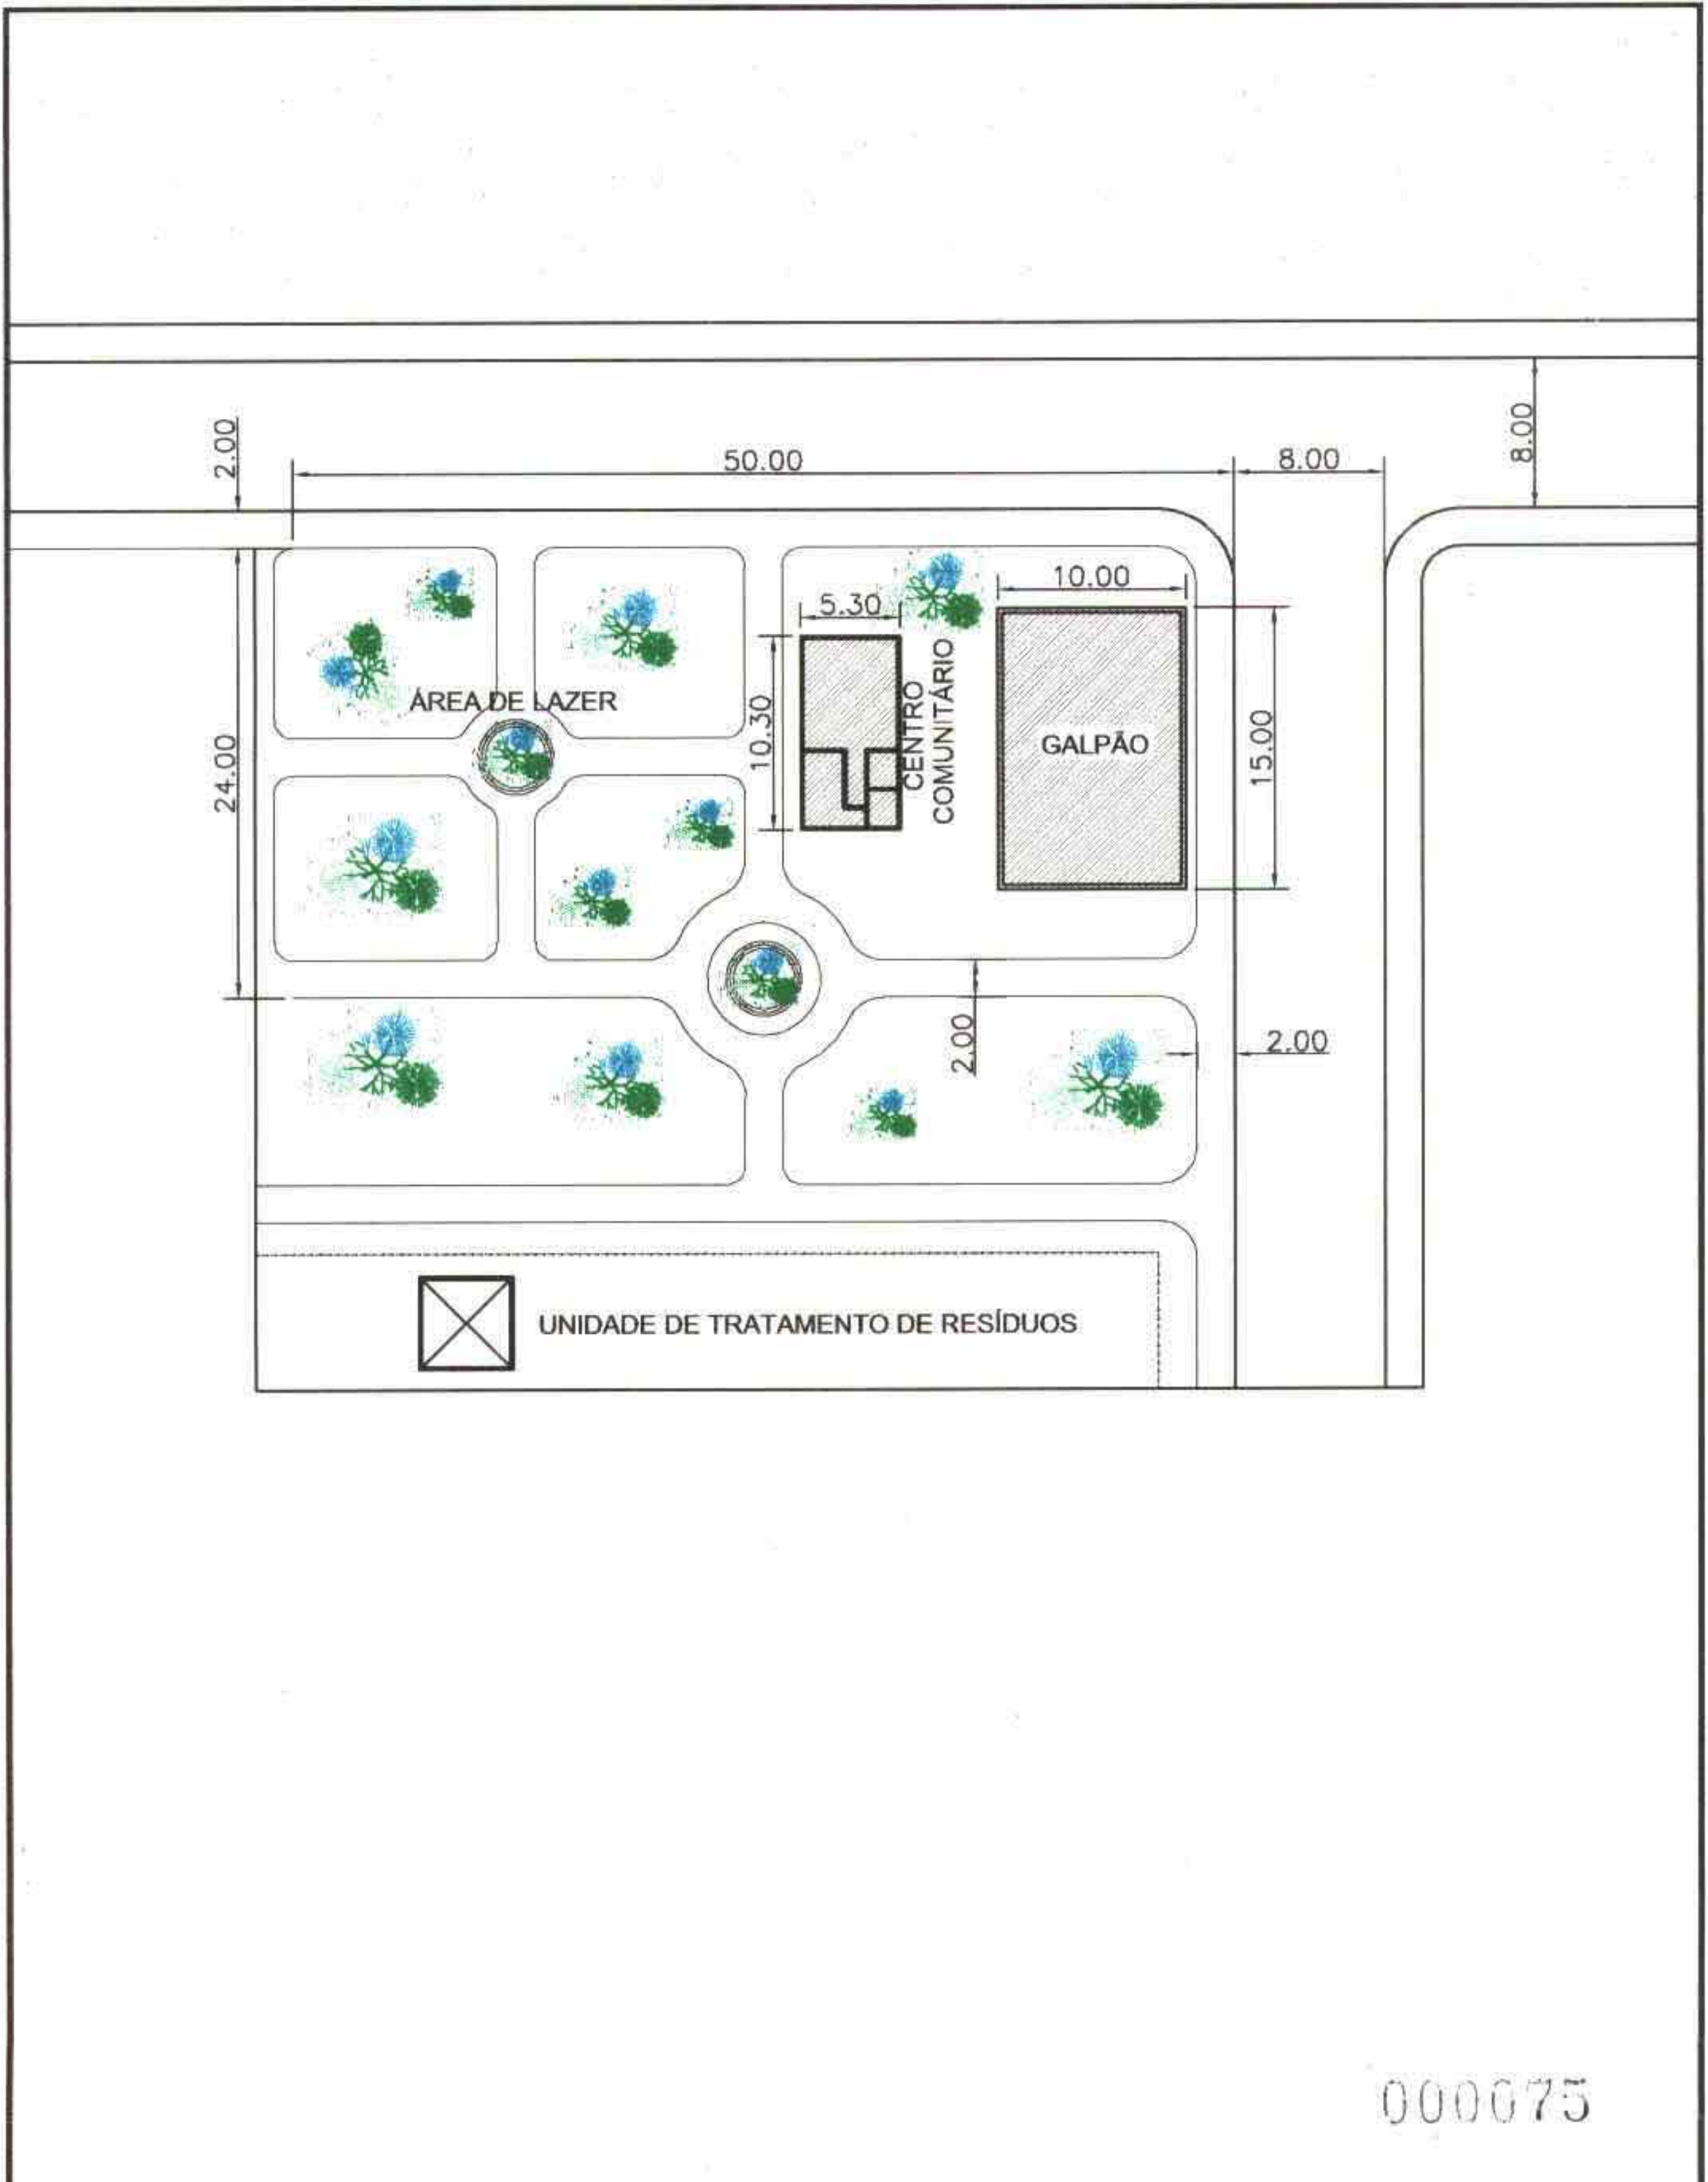 2.00
50.00
8.00
8.00
5.30
10.00
ÁREA DE LAZER
10.30
CENTRO
COMUNITÁRIO
GALPÃO
15.00
24.00
2.00
2.00
UNIDADE DE TRATAMENTO DE RESÍDUOS
000075